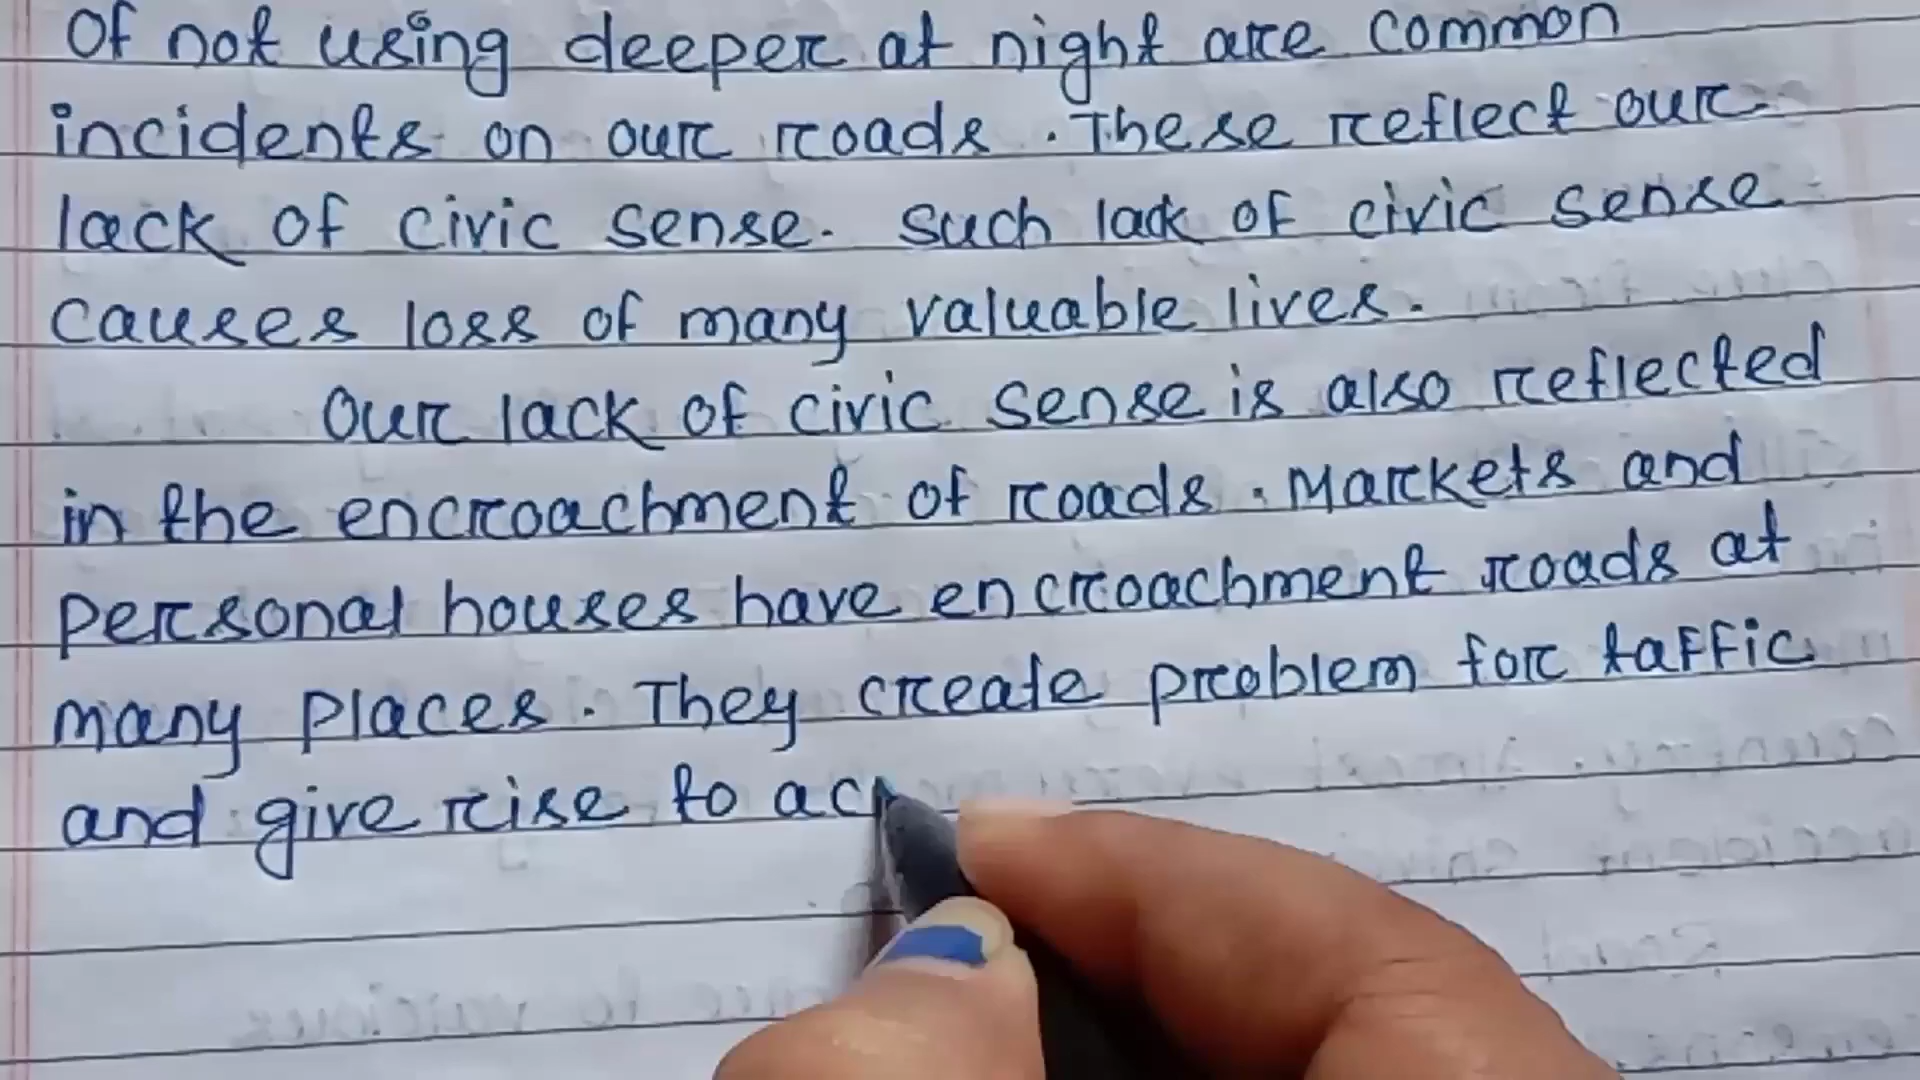 Of not using deeper at night are common
incidents on our roads. These reflect our
lack of civic sense. Such lack of civic sense
causes loss of many valuable lives.
Our lack of civic sense is also reflected
in the encroachment of roads. Markets and
personal houses have encroachment roads at
many places. They create problem for taffic
and give rise to ac